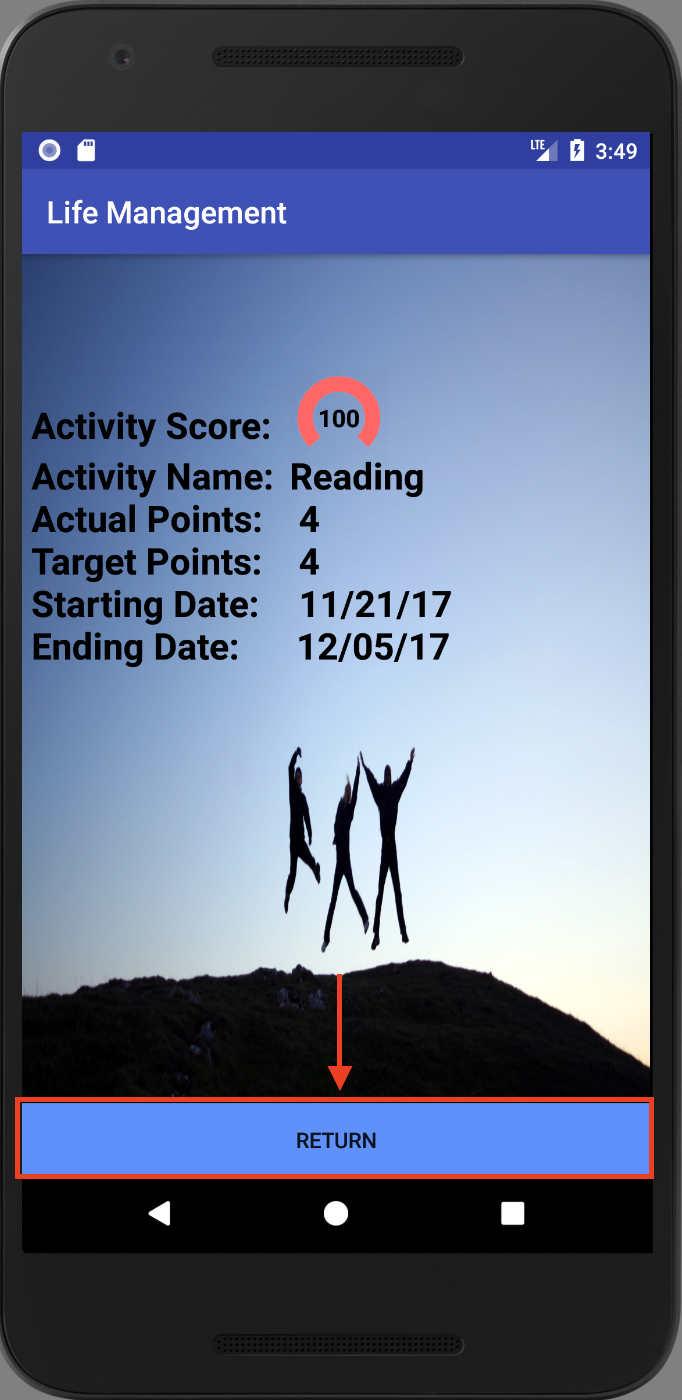 LTE 3:49
Life Management
Activity Score: 100
Activity Name: Reading
Actual Points: 4
Target Points: 4
Starting Date: 11/21/17
Ending Date: 12/05/17
RETURN